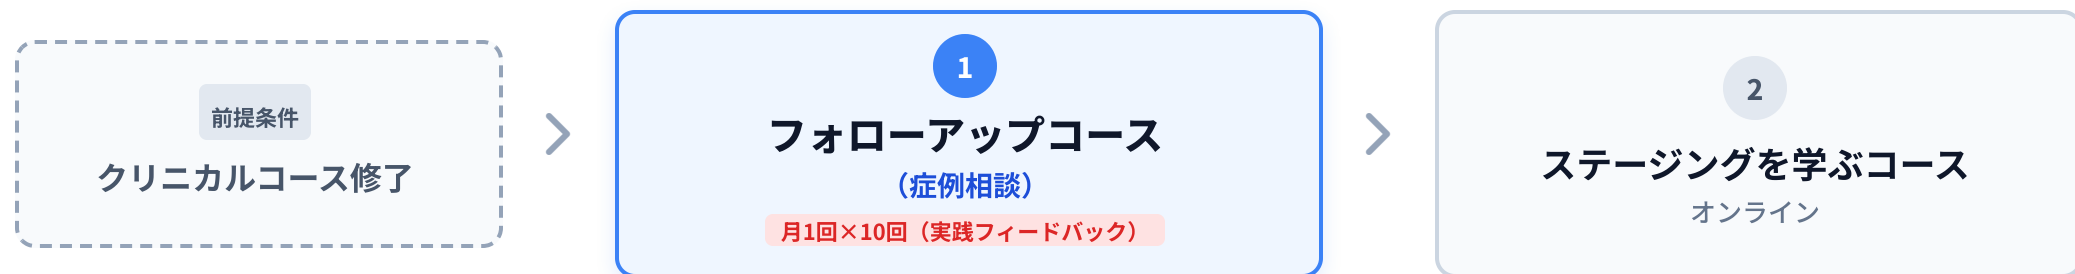 前提条件
クリニカルコース修了
1
フォローアップコース
（症例相談）
月1回×10回（実践フィードバック）
2
ステージングを学ぶコース
オンライン